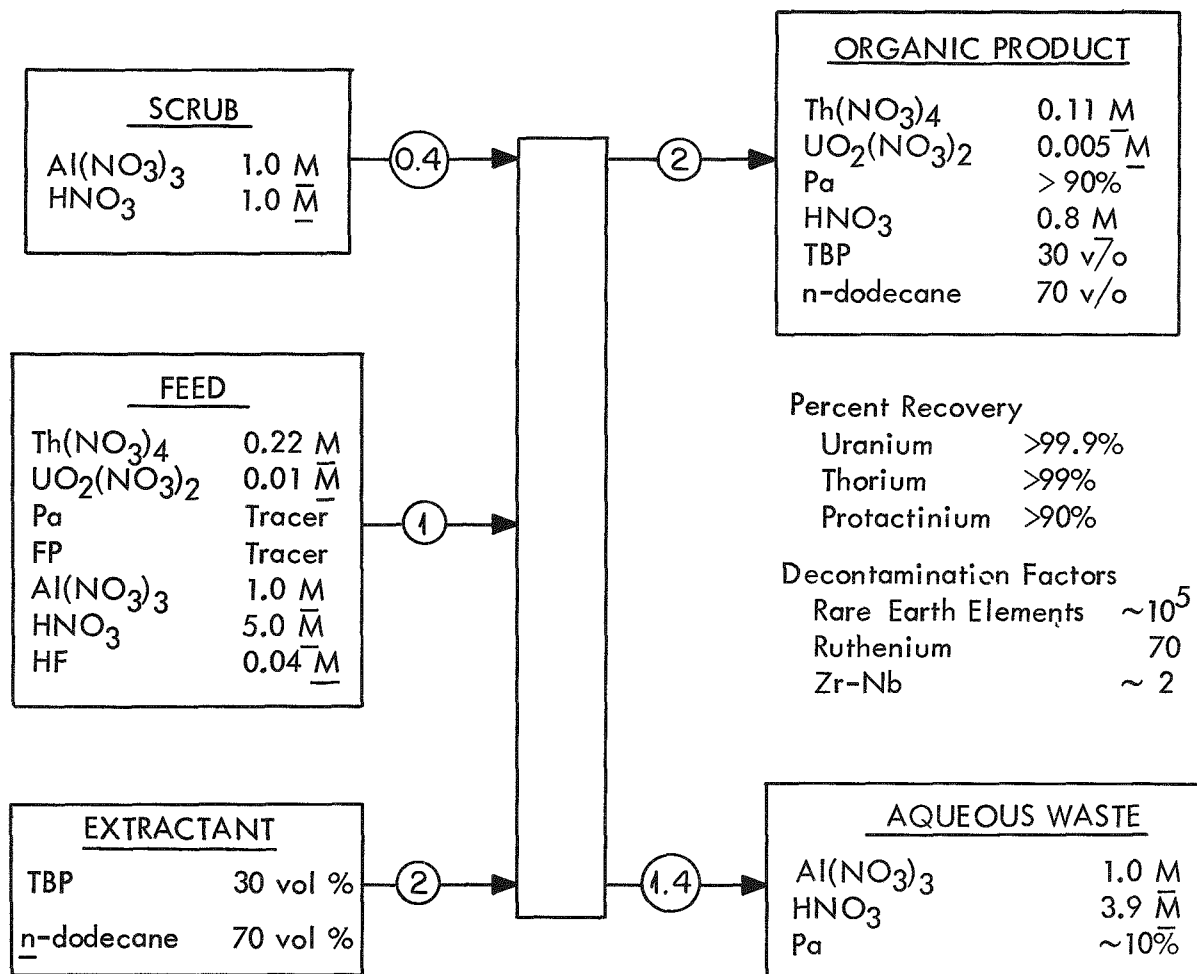 SCRUB
Al(NO3)3 1.0 M
HNO3 1.0 M
0.4
FEED
Th(NO3)4 0.22 M
UO2(NO3)2 0.01 M
Pa Tracer
FP Tracer
Al(NO3)3 1.0 M
HNO3 5.0 M
HF 0.04 M
1
EXTRACTANT
TBP 30 vol %
n-dodecane 70 vol %
2
2
ORGANIC PRODUCT
Th(NO3)4 0.11 M
UO2(NO3)2 0.005 M
Pa > 90%
HNO3 0.8 M
TBP 30 v/o
n-dodecane 70 v/o
Percent Recovery
Uranium >99.9%
Thorium >99%
Protactinium >90%
Decontamination Factors
Rare Earth Elements ~10^5
Ruthenium 70
Zr-Nb ~ 2
1.4
AQUEOUS WASTE
Al(NO3)3 1.0 M
HNO3 3.9 M
Pa ~10%